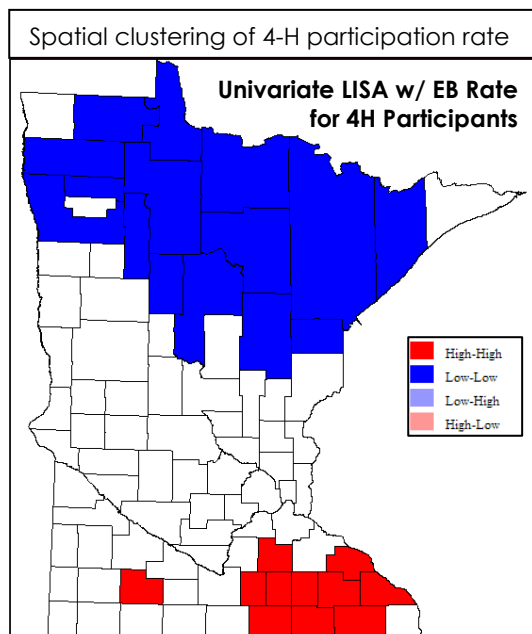 Spatial clustering of 4-H participation rate
Univariate LISA w/ EB Rate
for 4H Participants
High-High
Low-Low
Low-High
High-Low